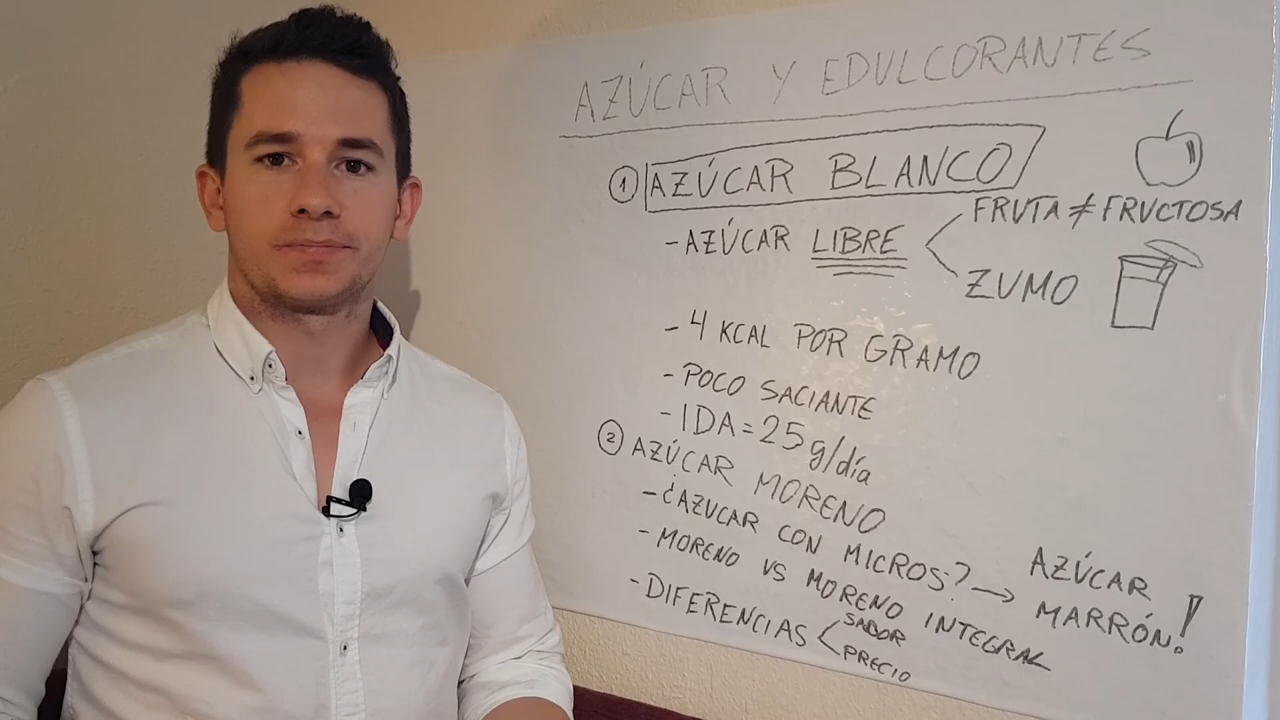 AZÚCAR Y EDULCORANTES
① AZÚCAR BLANCO
- AZÚCAR LIBRE
FRUTA ≠ FRUCTOSA
ZUMO
- 4 KCAL POR GRAMO
- POCO SACIANTE
- IDA = 25 g/día
② AZÚCAR MORENO
- ¿AZUCAR CON MICROS? → AZÚCAR
MARRÓN!
- MORENO VS MORENO INTEGRAL
- DIFERENCIAS
SABOR
PRECIO